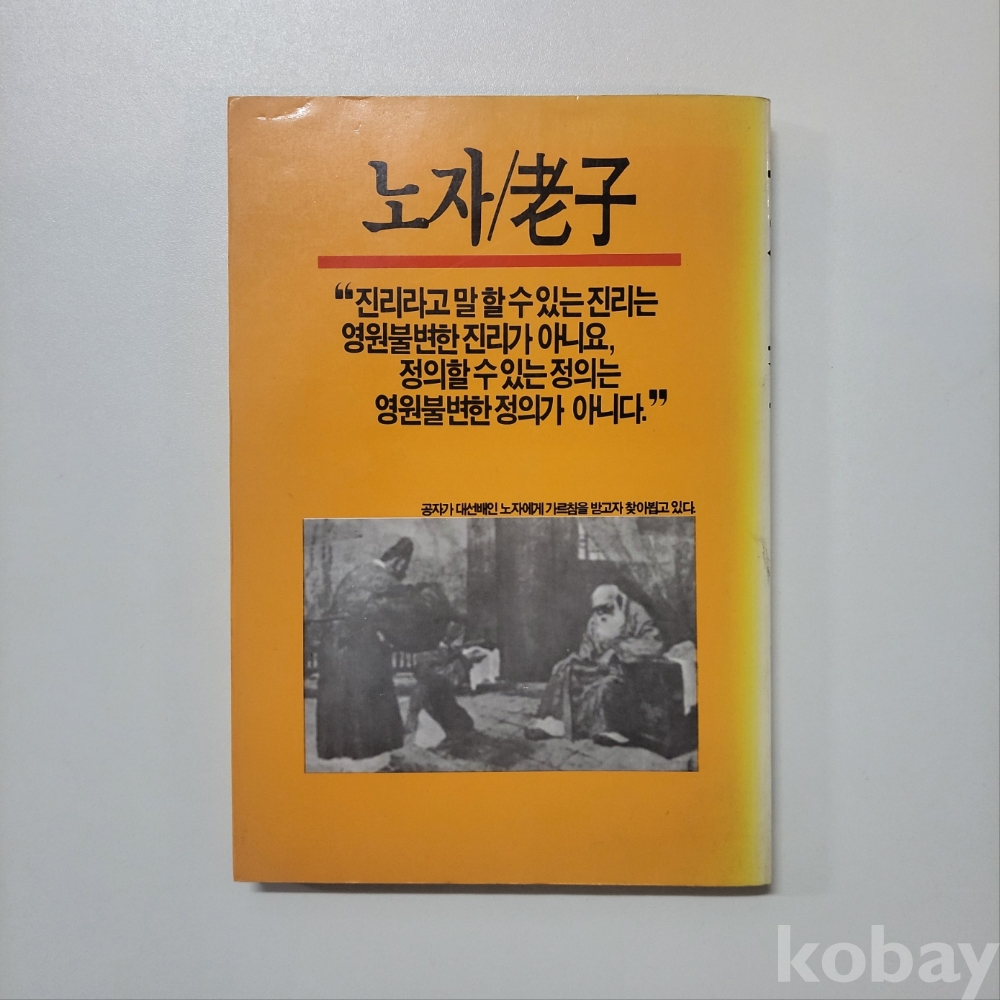 노자/老子
“진리라고 말 할 수 있는 진리는
영원불변한 진리가 아니요,
정의할 수 있는 정의는
영원불변한 정의가 아니다.”
공자가 대선배인 노자에게 가르침을 받고자 찾아뵙고 있다.
kobay